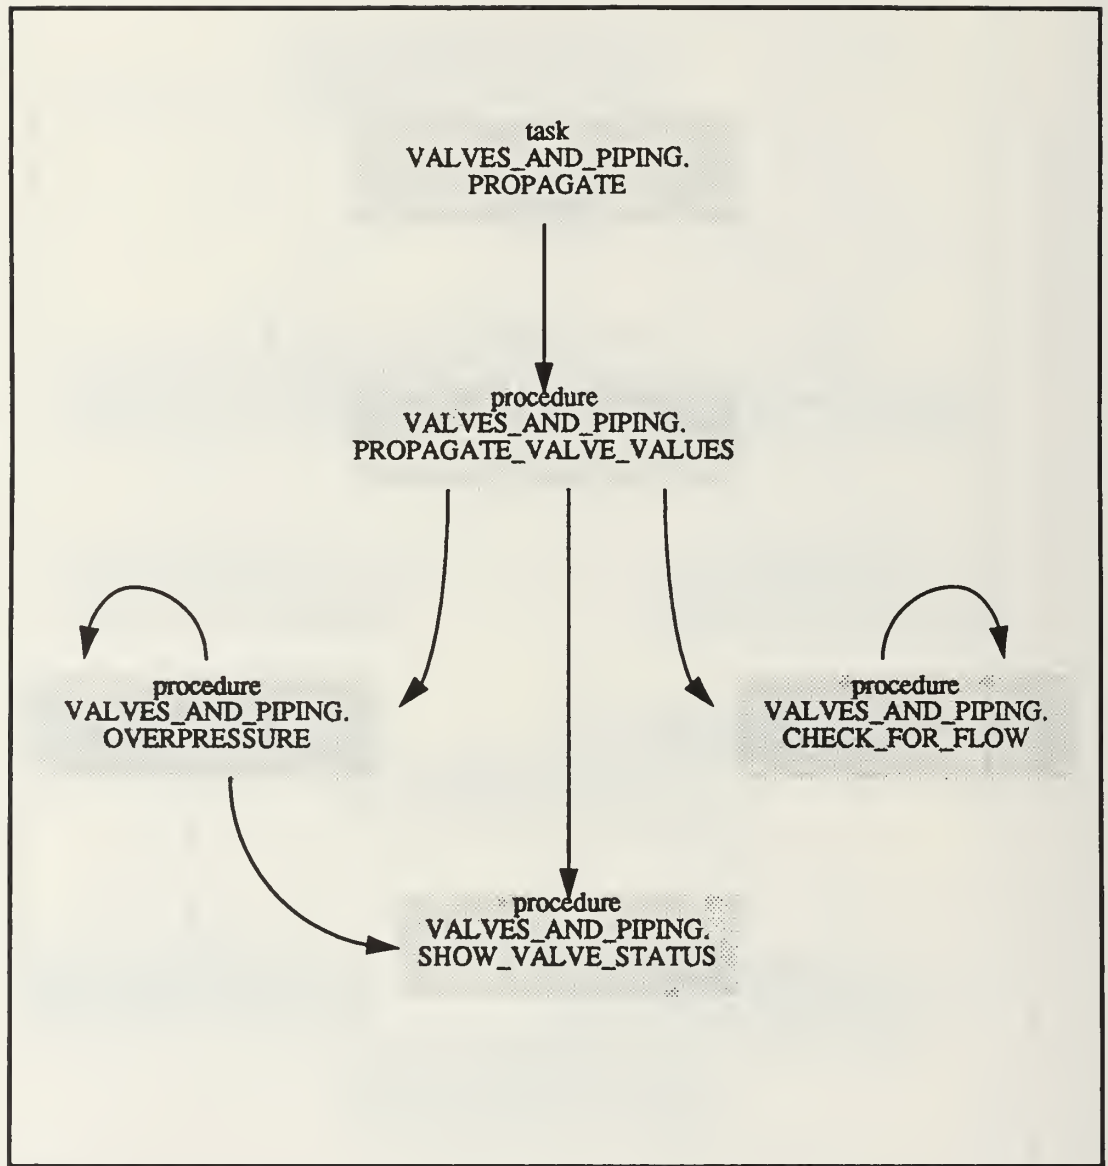 task
VALVES_AND_PIPING.
PROPAGATE
procedure
VALVES_AND_PIPING.
PROPAGATE_VALVE_VALUES
procedure
VALVES_AND_PIPING.
OVERPRESSURE
procedure
VALVES_AND_PIPING.
CHECK_FOR_FLOW
procedure
VALVES_AND_PIPING.
SHOW_VALVE_STATUS